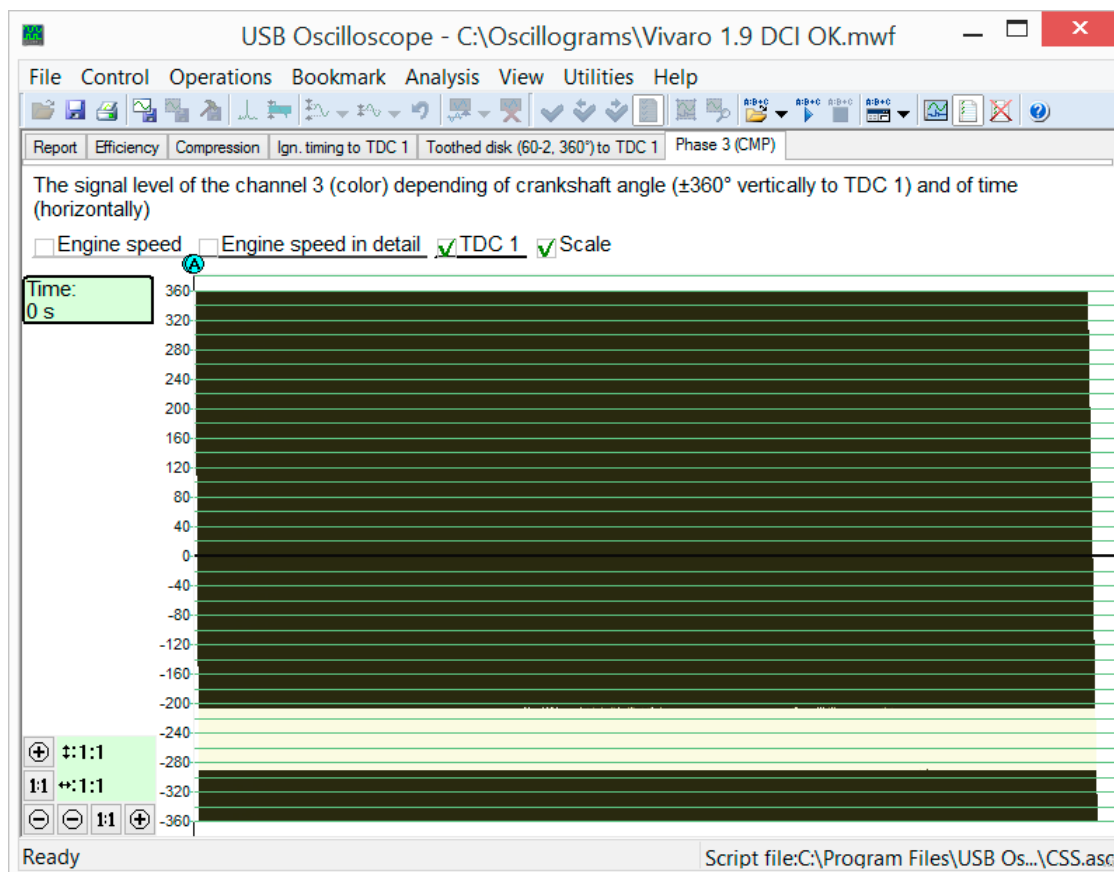 USB Oscilloscope - C:\Oscillograms\Vivaro 1.9 DCI OK.mwf
File Control Operations Bookmark Analysis View Utilities Help
A:B+C A:B+C A:B+C A:B+C
Report Efficiency Compression Ign. timing to TDC 1 Toothed disk (60-2, 360°) to TDC 1 Phase 3 (CMP)
The signal level of the channel 3 (color) depending of crankshaft angle (±360° vertically to TDC 1) and of time
(horizontally)
Engine speed Engine speed in detail TDC 1 Scale
A
Time:
0 s
360
320
280
240
200
160
120
80
40
0
-40
-80
-120
-160
-200
-240
-280
-320
-360
↕:1:1
1:1 ↔:1:1
1:1
Ready Script file:C:\Program Files\USB Os...\CSS.asc